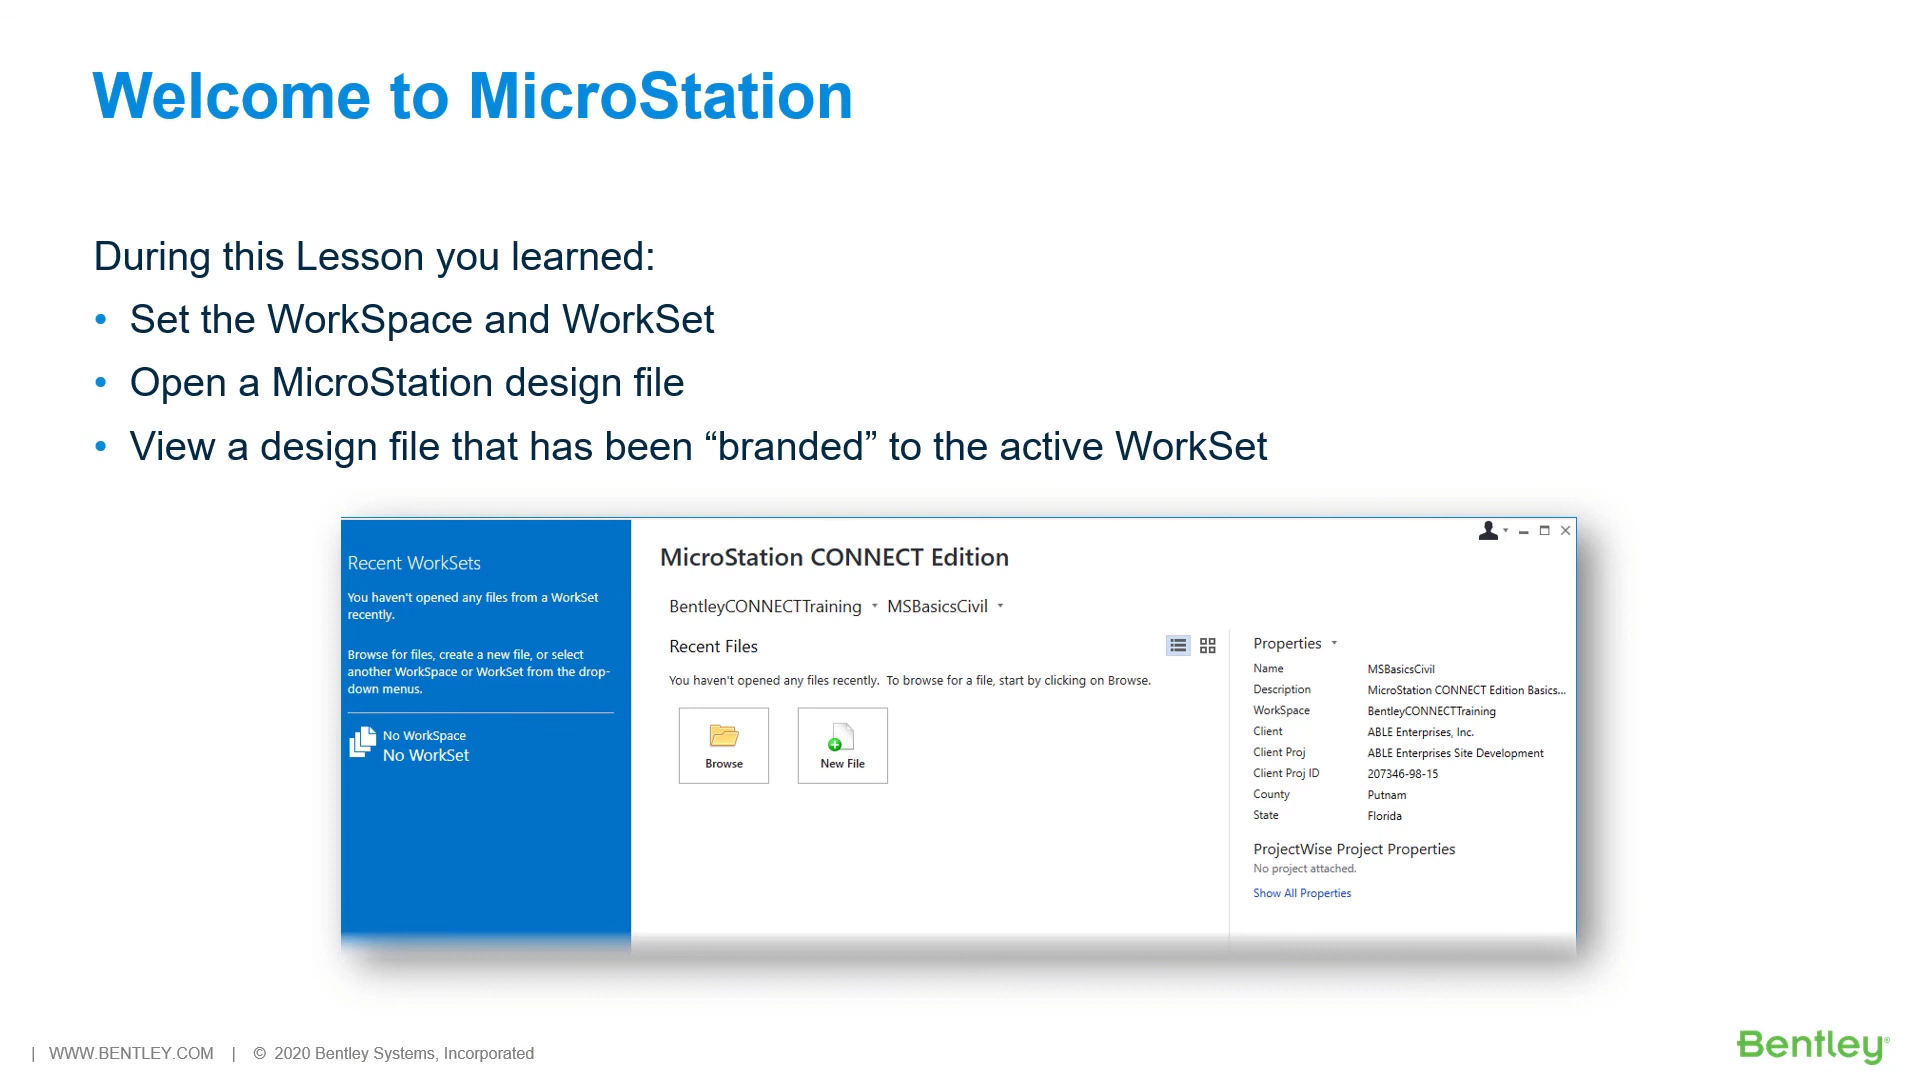 Welcome to MicroStation
During this Lesson you learned:
• Set the WorkSpace and WorkSet
• Open a MicroStation design file
• View a design file that has been “branded” to the active WorkSet
Recent WorkSets
You haven't opened any files from a WorkSet
recently.
Browse for files, create a new file, or select
another WorkSpace or WorkSet from the drop-
down menus.
No WorkSpace
No WorkSet
MicroStation CONNECT Edition
BentleyCONNECTTraining MSBasicsCivil
Recent Files
You haven't opened any files recently. To browse for a file, start by clicking on Browse.
Browse
New File
Properties
Name MSBasicsCivil
Description MicroStation CONNECT Edition Basics...
WorkSpace BentleyCONNECTTraining
Client ABLE Enterprises, Inc.
Client Proj ABLE Enterprises Site Development
Client Proj ID 207346-98-15
County Putnam
State Florida
ProjectWise Project Properties
No project attached.
Show All Properties
| WWW.BENTLEY.COM | © 2020 Bentley Systems, Incorporated
Bentley®